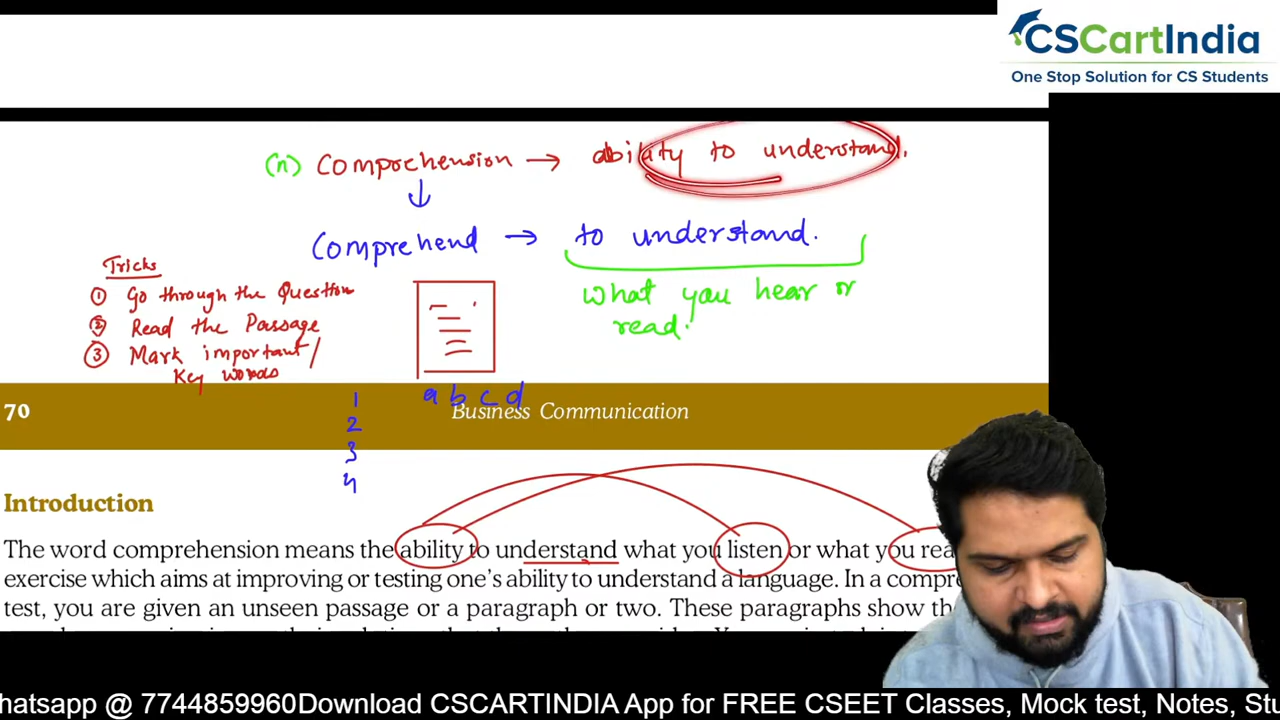 CSCartIndia
One Stop Solution for CS Students
(n) Comprehension → ability to understand.
↓
Comprehend → to understand.
What you hear or
read.
Tricks
① Go through the Question
② Read the Passage
③ Mark important/
Key words
1 a b c d
2
3
4
70 Business Communication
Introduction
The word comprehension means the ability to understand what you listen or what you rea
exercise which aims at improving or testing one's ability to understand a language. In a compre
test, you are given an unseen passage or a paragraph or two. These paragraphs show th
hatsapp @ 7744859960Download CSCARTINDIA App for FREE CSEET Classes, Mock test, Notes, Stu